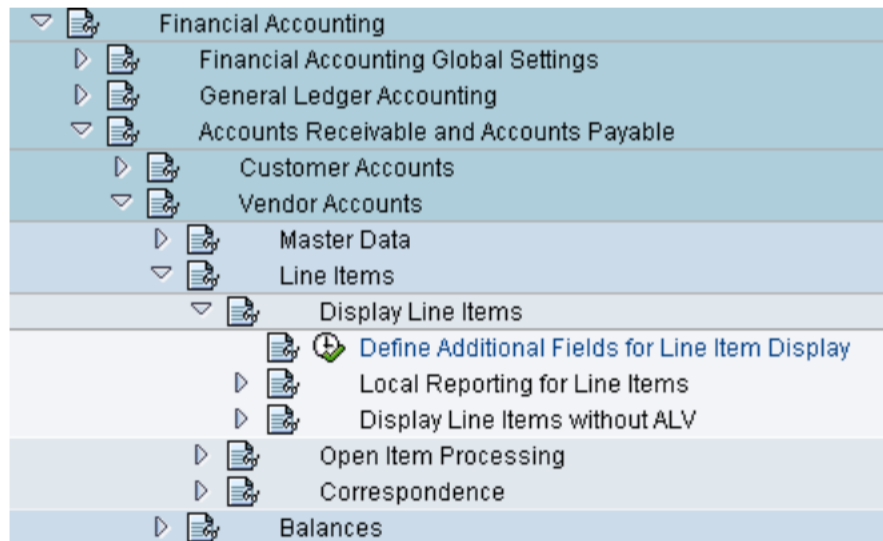 Financial Accounting
Financial Accounting Global Settings
General Ledger Accounting
Accounts Receivable and Accounts Payable
Customer Accounts
Vendor Accounts
Master Data
Line Items
Display Line Items
Define Additional Fields for Line Item Display
Local Reporting for Line Items
Display Line Items without ALV
Open Item Processing
Correspondence
Balances